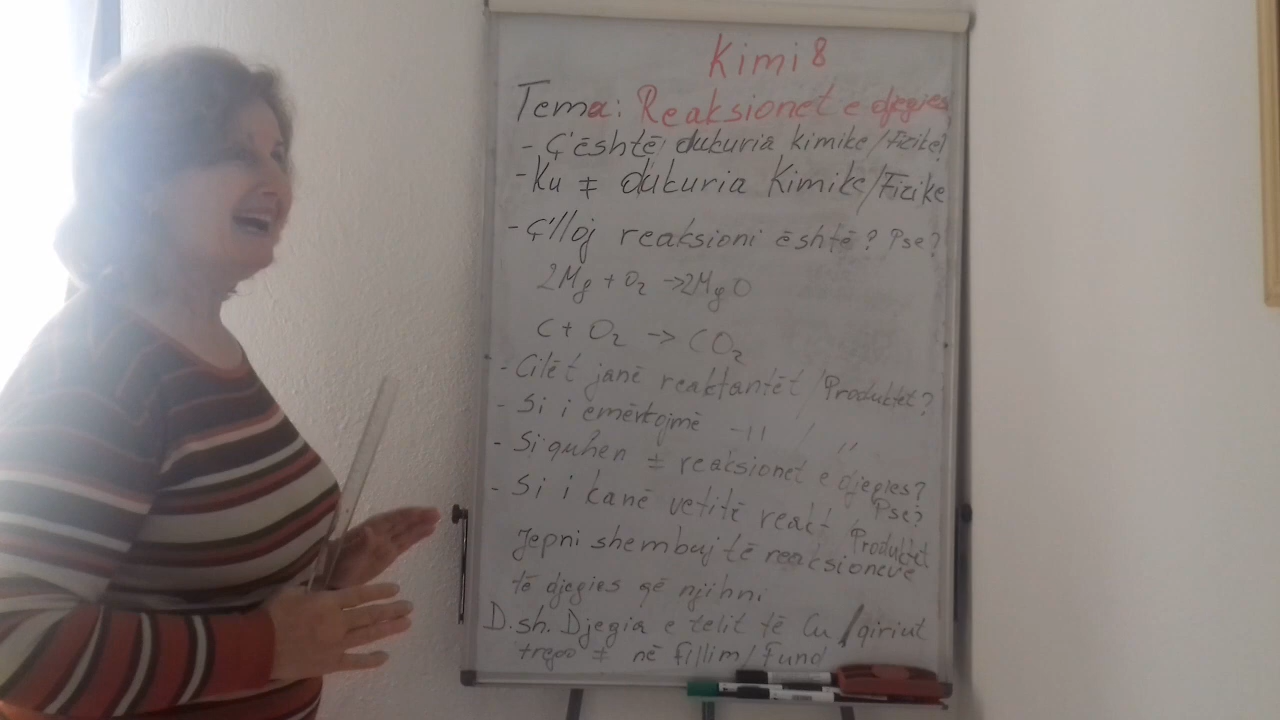 Kimi 8
Tema: Reaksionet e djegies
- Ç'është dukuria kimike/fizike?
- Ku ≠ dukuria Kimike/Fizike
- Ç'lloj reaksioni është? Pse?
2Mg + O₂ → 2MgO
C + O₂ → CO₂
- Cilët janë reaktantët / Produktet?
- Si i emërtojmë -11 / 11
- Si quhen ≠ reaksionet e djegies? Pse?
- Si i kanë vetitë react Produktet
Jepni shembuj të reaksioneve
të djegies që njihni
D.sh. Djegia e telit të Cu / qiriut
trego ≠ në Fillim/Fund